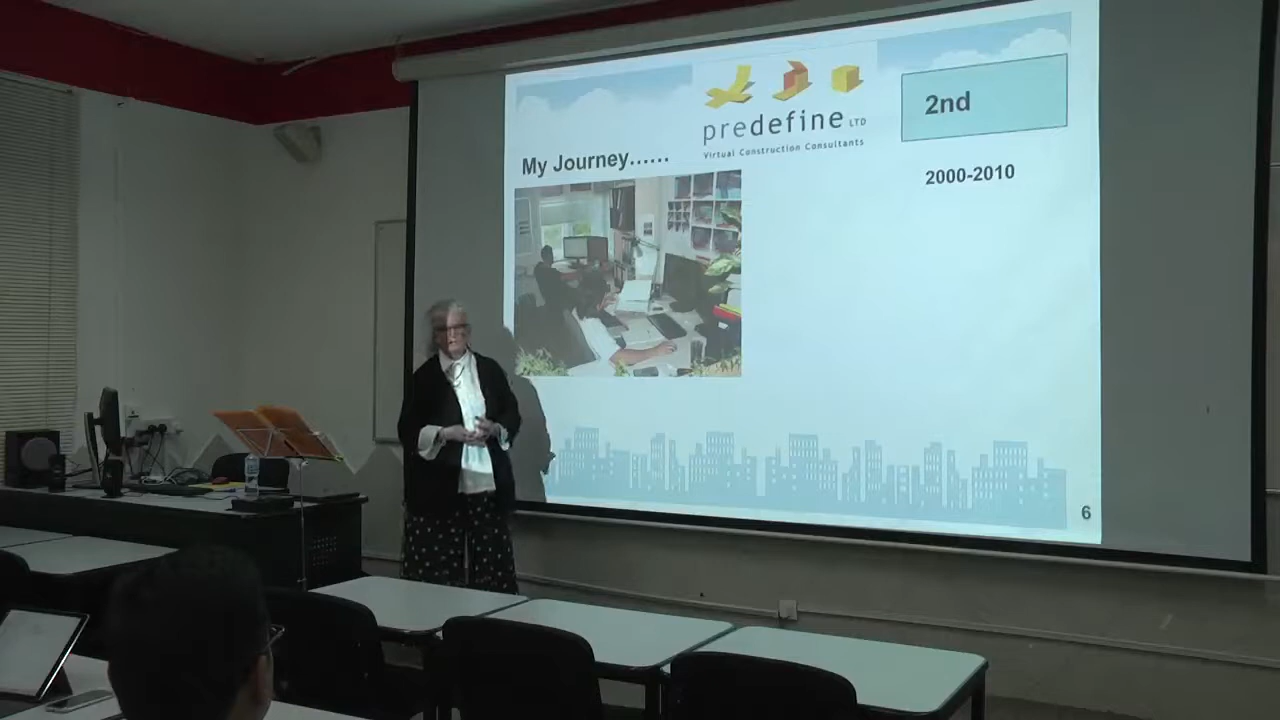 predefine LTD
Virtual Construction Consultants
2nd
My Journey......
2000-2010
6